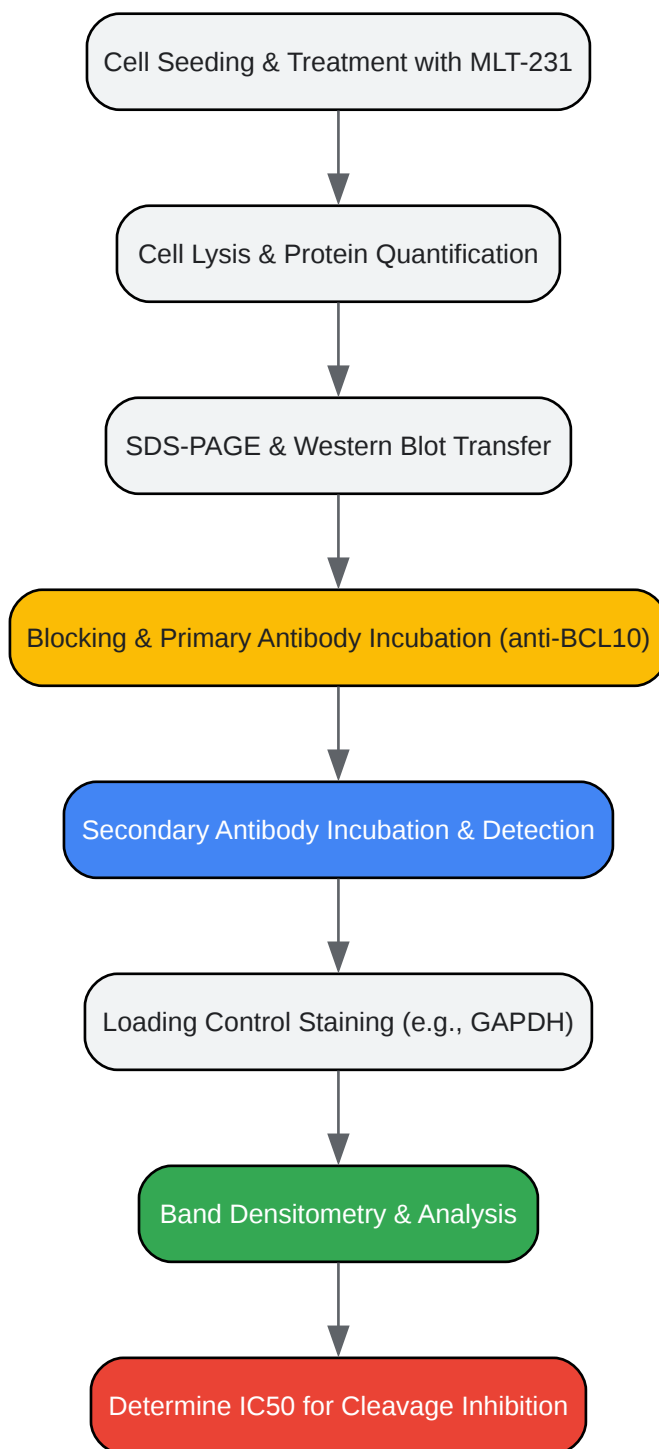 Cell Seeding & Treatment with MLT-231
Cell Lysis & Protein Quantification
SDS-PAGE & Western Blot Transfer
Blocking & Primary Antibody Incubation (anti-BCL10)
Secondary Antibody Incubation & Detection
Loading Control Staining (e.g., GAPDH)
Band Densitometry & Analysis
Determine IC50 for Cleavage Inhibition